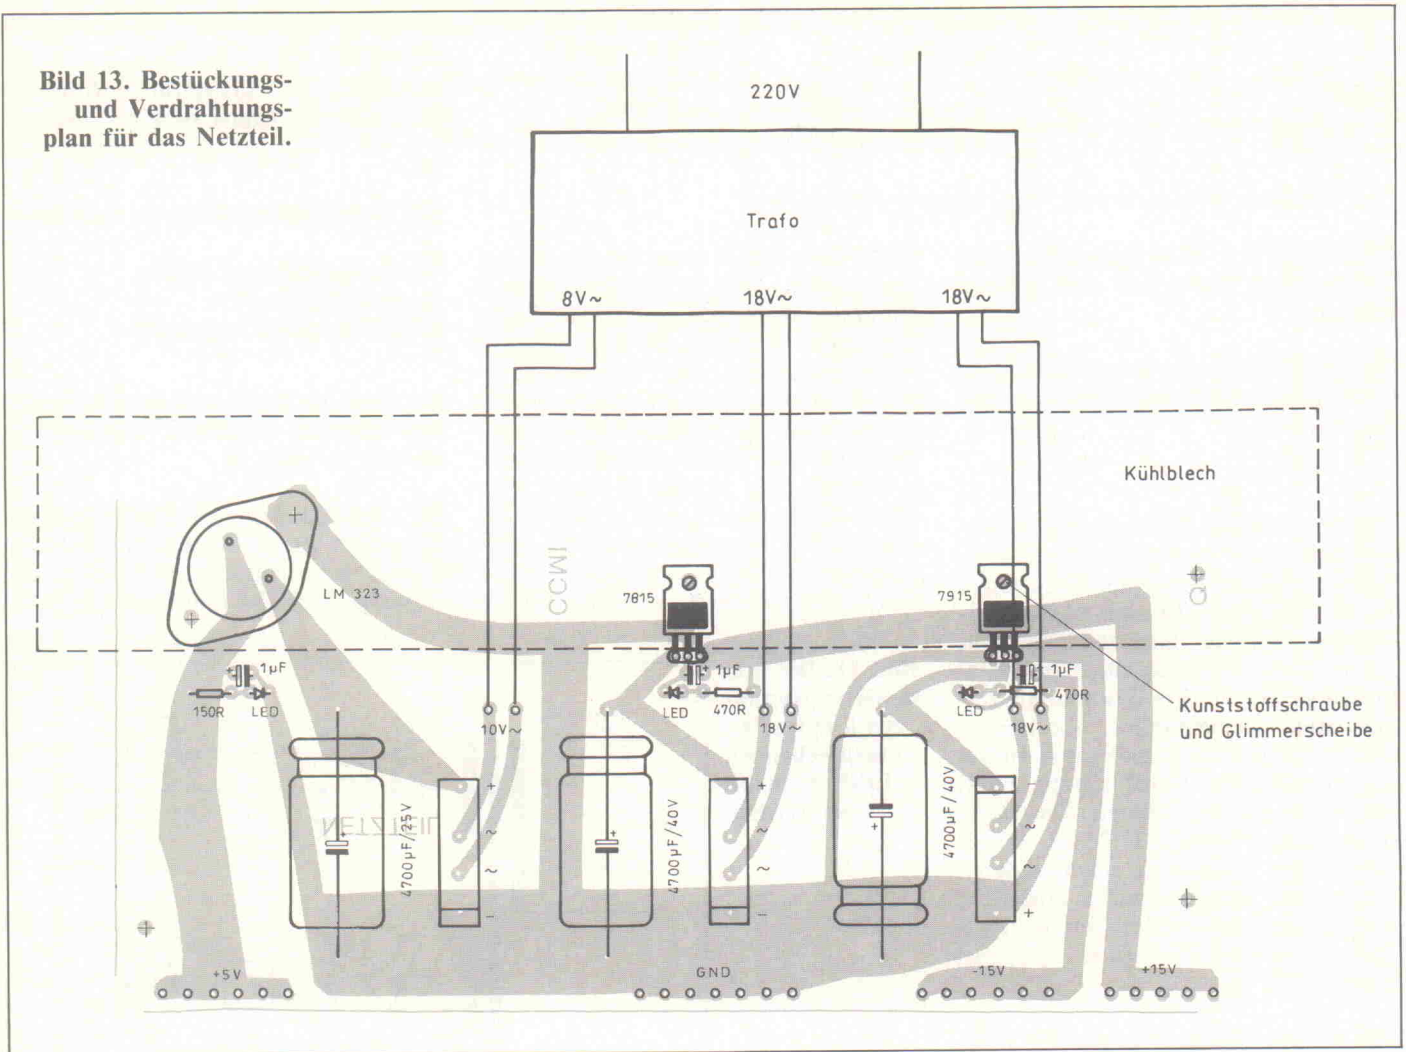 Bild 13. Bestückungs-
und Verdrahtungs-
plan für das Netzteil.
220V
Trafo
8V~ 18V~ 18V~
Kühlblech
LM 323
CCMI
7815
7915
1µF
150R
LED
10V~
1µF
LED
470R
18V~
1µF
LED
470R
18V~
Kunststoffschraube
und Glimmerscheibe
NETZTEIL
4700µF/25V
+
~
~
-
4700µF/40V
+
~
~
-
4700µF/40V
-
~
~
+
+5V
GND
-15V
+15V